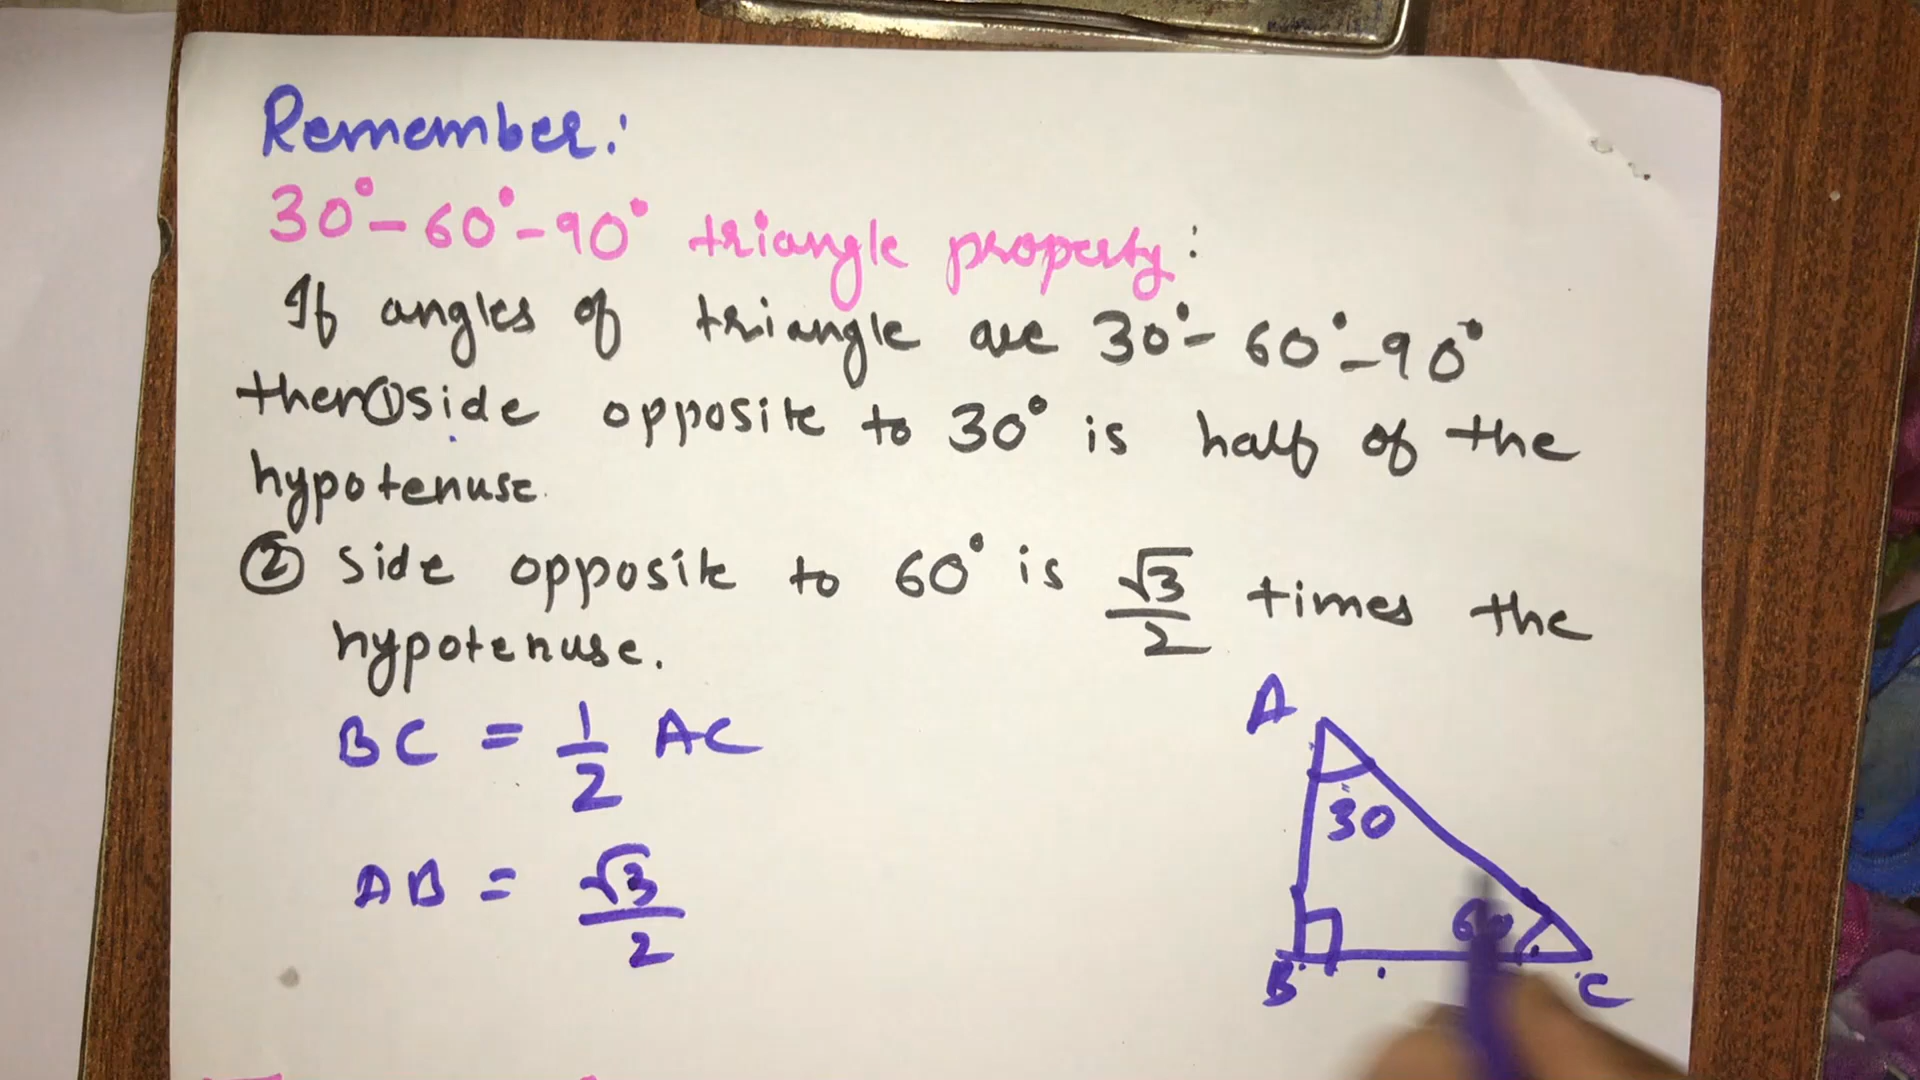 Remember:
30°-60°-90° triangle property:
If angles of triangle are 30°-60°-90°
then ① side opposite to 30° is half of the
hypotenuse.
② side opposite to 60° is √3/2 times the
hypotenuse.
BC = 1/2 AC
AB = √3/2
A
30
60
B
C